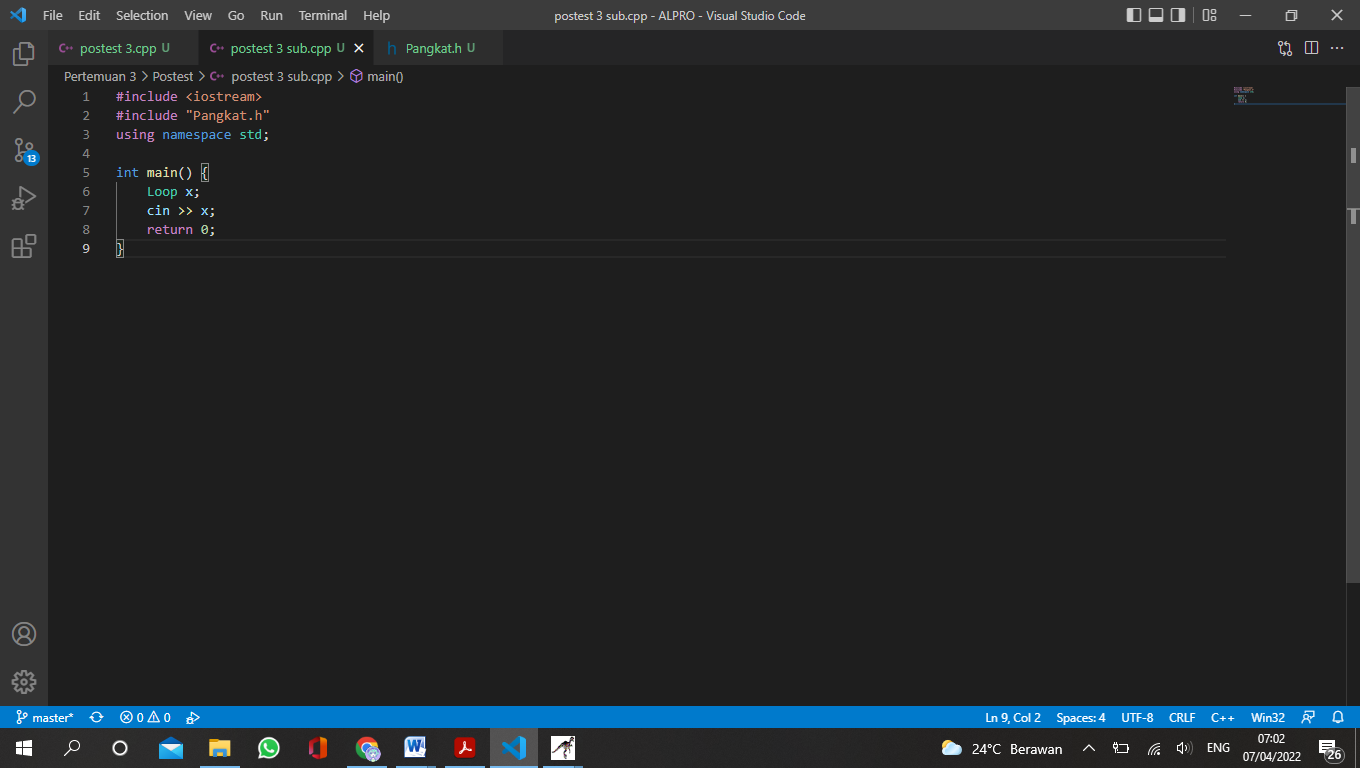 File Edit Selection View Go Run Terminal Help postest 3 sub.cpp - ALPRO - Visual Studio Code
C++ postest 3.cpp U C++ postest 3 sub.cpp U h Pangkat.h U
Pertemuan 3 > Postest > C++ postest 3 sub.cpp > main()
1 #include <iostream>
2 #include "Pangkat.h"
3 using namespace std;
4
5 int main() {
6 Loop x;
7 cin >> x;
8 return 0;
9 }
13
master* 0 0 Ln 9, Col 2 Spaces: 4 UTF-8 CRLF C++ Win32
24°C Berawan ENG 07:02
07/04/2022 26